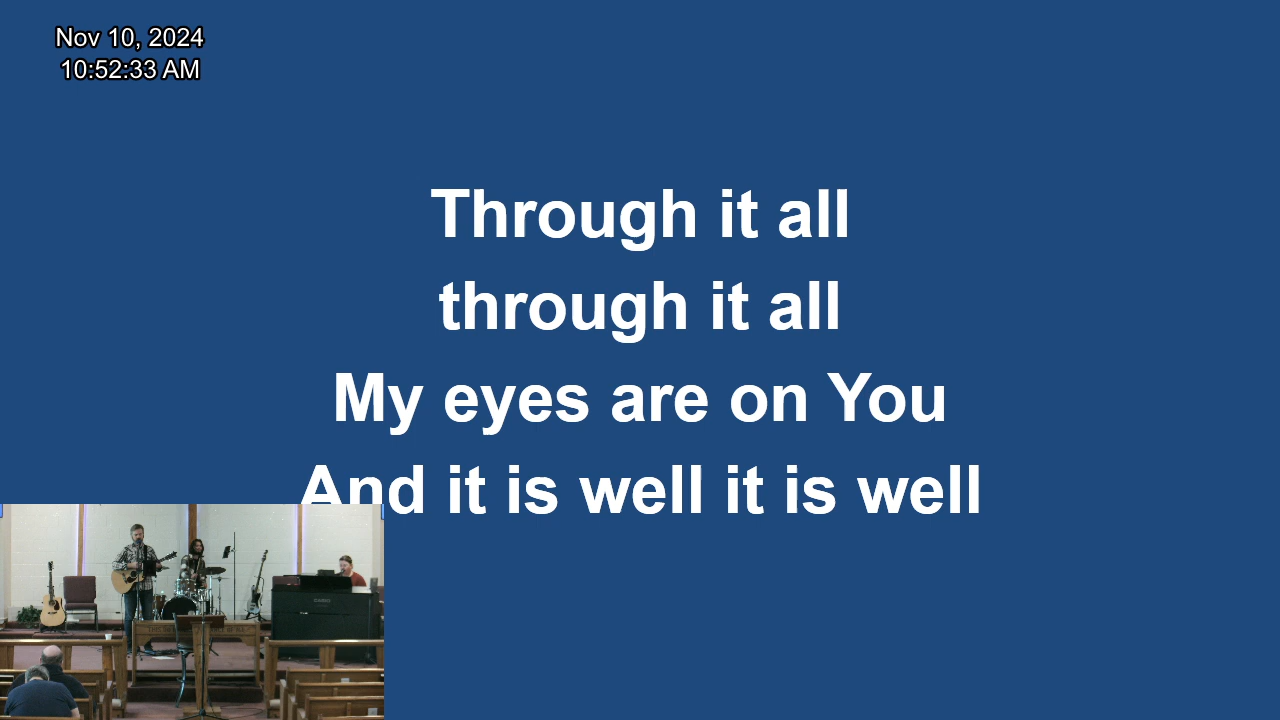 Nov 10, 2024
10:52:33 AM
Through it all
through it all
My eyes are on You
And it is well it is well